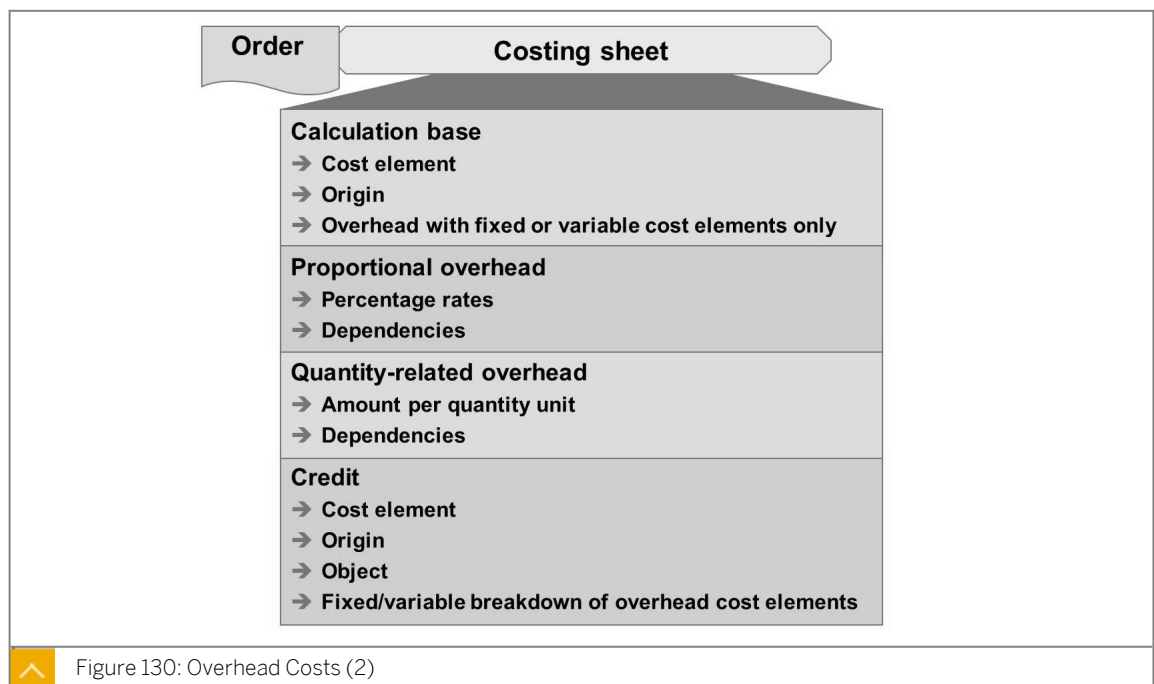 Order
Costing sheet
Calculation base
→ Cost element
→ Origin
→ Overhead with fixed or variable cost elements only
Proportional overhead
→ Percentage rates
→ Dependencies
Quantity-related overhead
→ Amount per quantity unit
→ Dependencies
Credit
→ Cost element
→ Origin
→ Object
→ Fixed/variable breakdown of overhead cost elements
Figure 130: Overhead Costs (2)